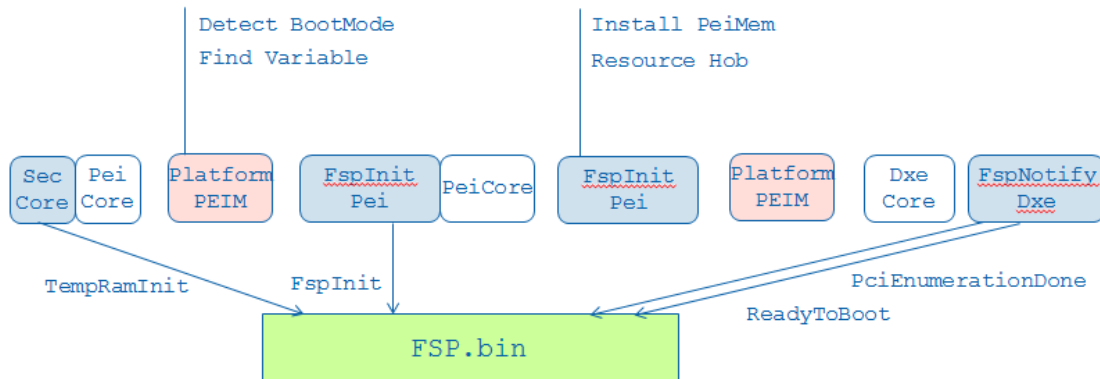 Detect BootMode
Find Variable
Install PeiMem
Resource Hob
Sec
Core
Pei
Core
Platform
PEIM
FspInit
Pei
PeiCore
FspInit
Pei
Platform
PEIM
Dxe
Core
FspNotify
Dxe
TempRamInit
FspInit
PciEnumerationDone
ReadyToBoot
FSP.bin